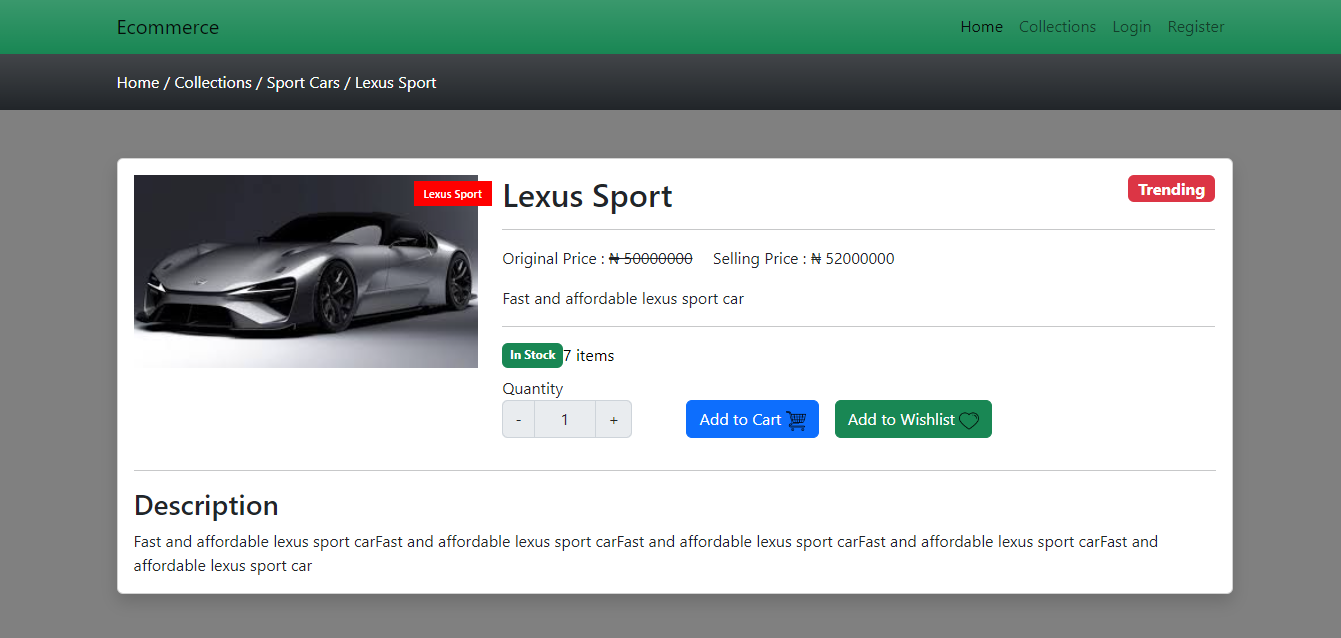 Ecommerce Home Collections Login Register
Home / Collections / Sport Cars / Lexus Sport
Lexus Sport
Lexus Sport
Trending
Original Price : ₦ 50000000 Selling Price : ₦ 52000000
Fast and affordable lexus sport car
In Stock 7 items
Quantity
- 1 + Add to Cart Add to Wishlist
Description
Fast and affordable lexus sport carFast and affordable lexus sport carFast and affordable lexus sport carFast and affordable lexus sport carFast and
affordable lexus sport car